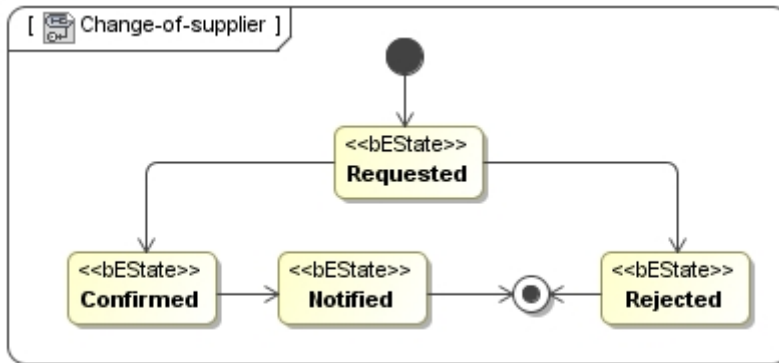 [ Change-of-supplier ]
<<bEState>>
Requested
<<bEState>>
Confirmed
<<bEState>>
Notified
<<bEState>>
Rejected